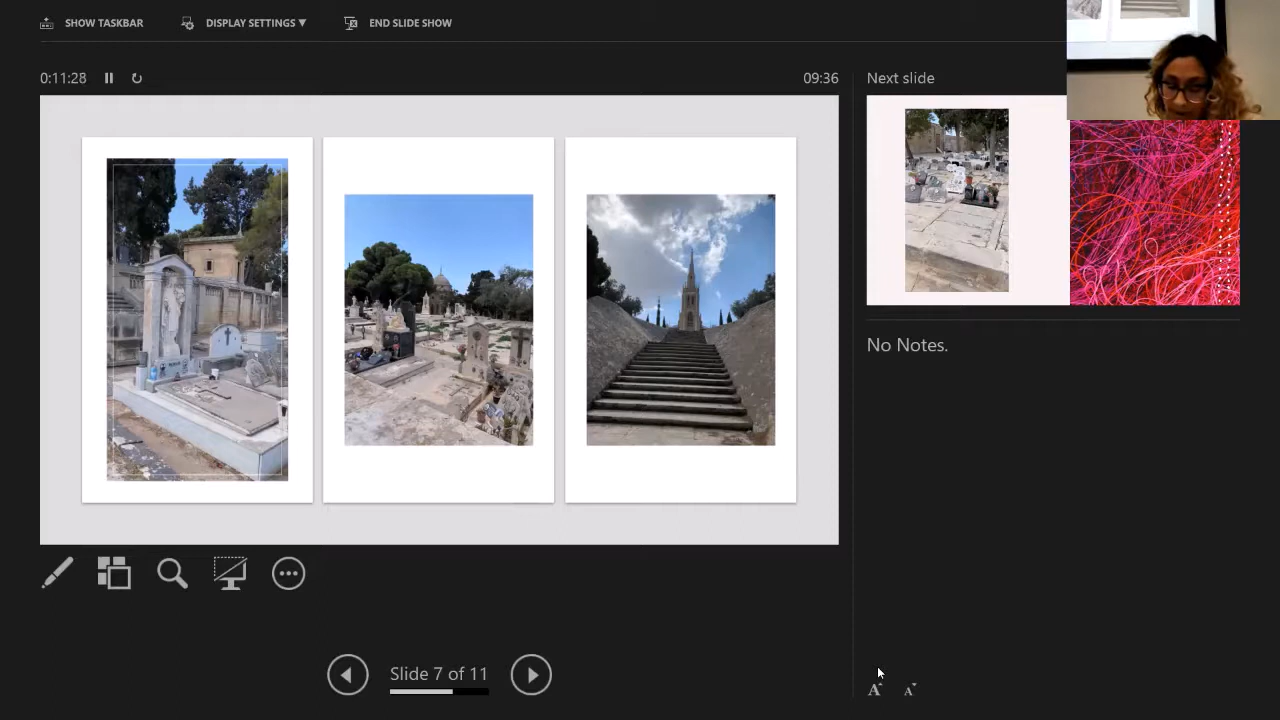 SHOW TASKBAR
DISPLAY SETTINGS ▼
END SLIDE SHOW
0:11:28
09:36
Next slide
No Notes.
Slide 7 of 11
A A